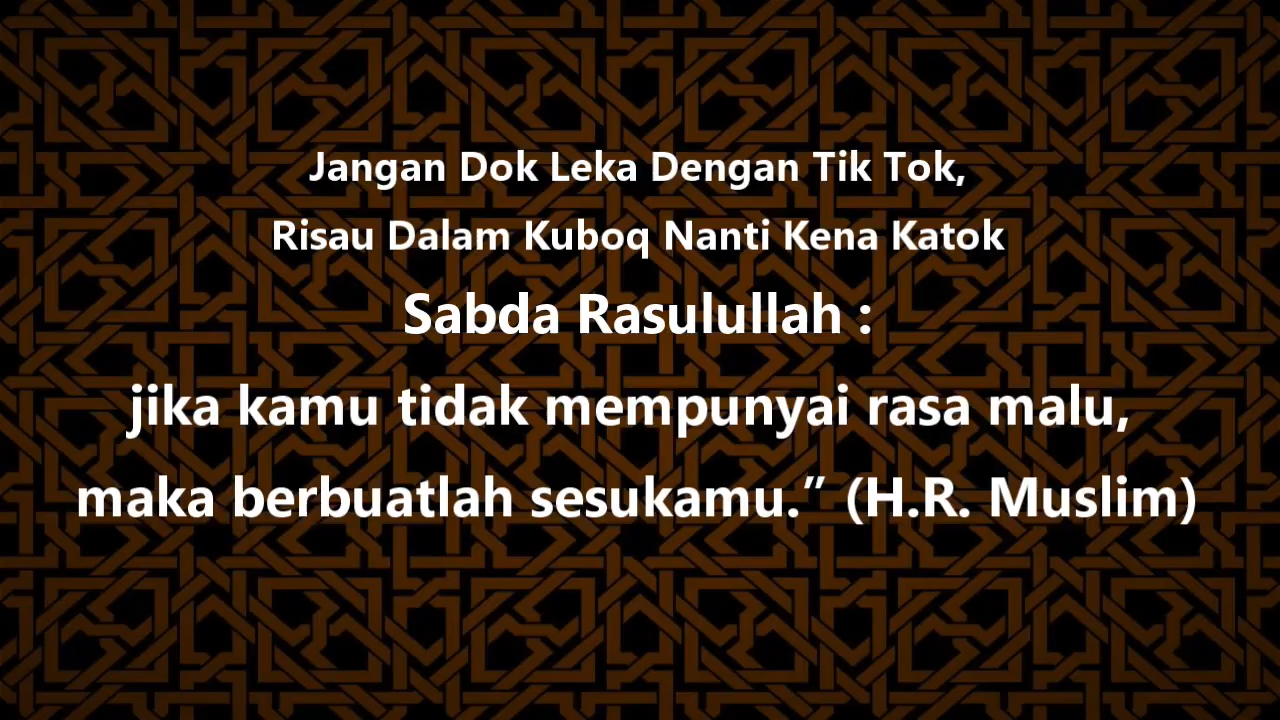 Jangan Dok Leka Dengan Tik Tok,
Risau Dalam Kuboq Nanti Kena Katok
Sabda Rasulullah :
jika kamu tidak mempunyai rasa malu,
maka berbuatlah sesukamu.” (H.R. Muslim)